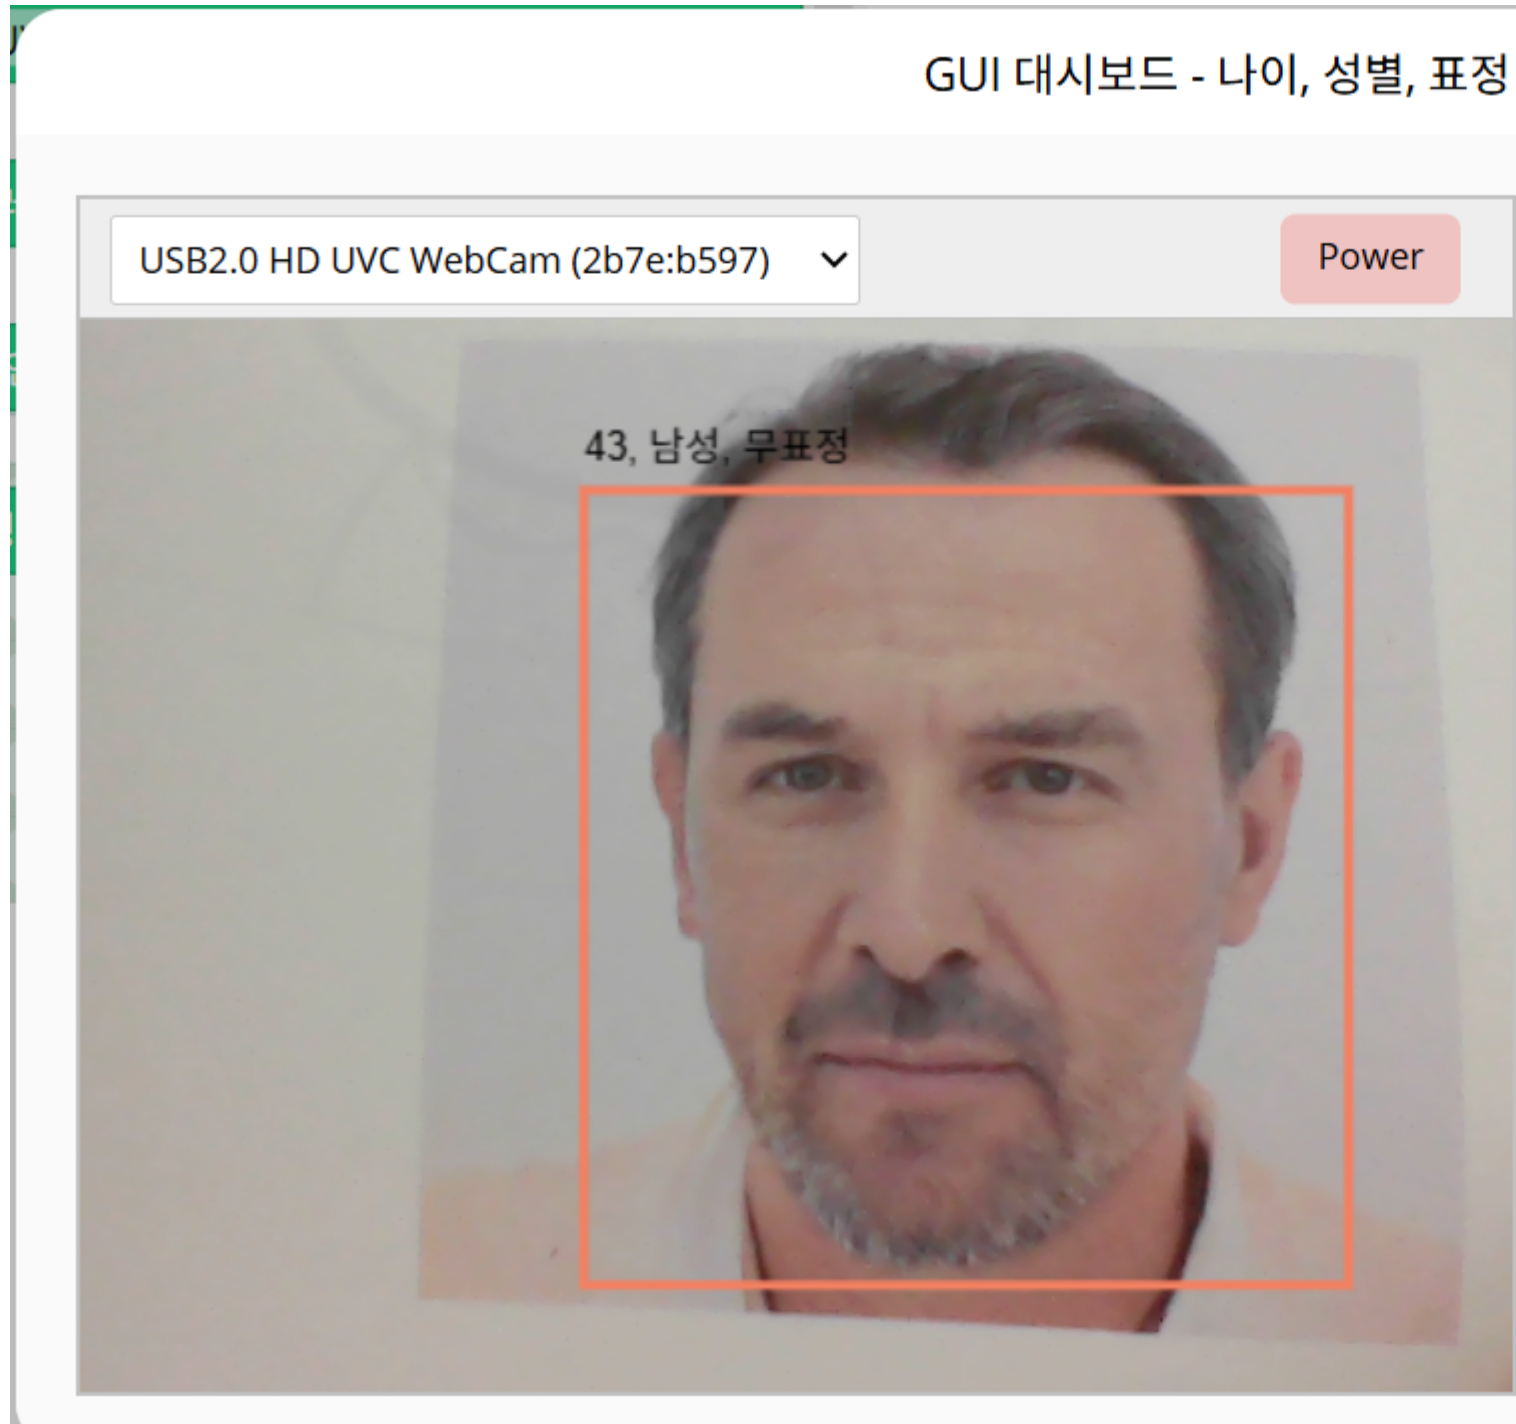 GUI 대시보드 - 나이, 성별, 표정
USB2.0 HD UVC WebCam (2b7e:b597)
Power
43, 남성, 무표정